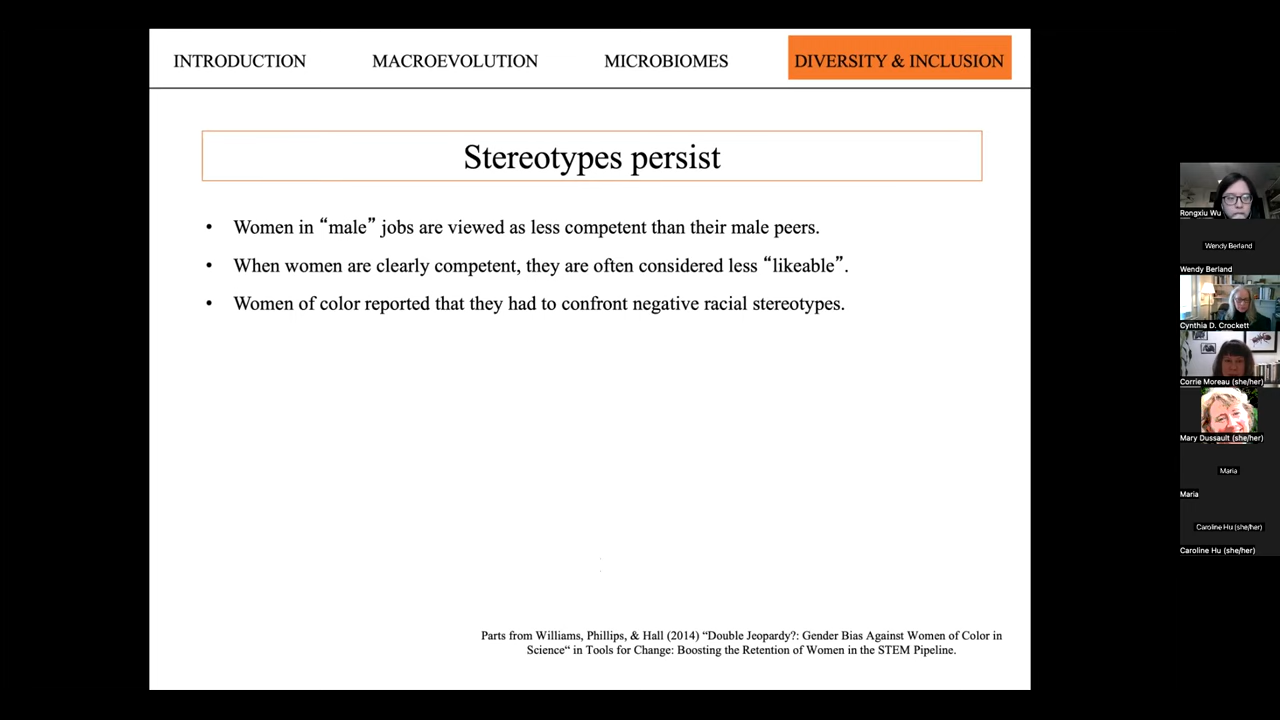 INTRODUCTION MACROEVOLUTION MICROBIOMES DIVERSITY & INCLUSION
Stereotypes persist
• Women in “male” jobs are viewed as less competent than their male peers.
• When women are clearly competent, they are often considered less “likeable”.
• Women of color reported that they had to confront negative racial stereotypes.
Parts from Williams, Phillips, & Hall (2014) “Double Jeopardy?: Gender Bias Against Women of Color in
Science“ in Tools for Change: Boosting the Retention of Women in the STEM Pipeline.
Rongxiu Wu
Wendy Berland
Wendy Berland
Cynthia D. Crockett
Corrie Moreau (she/her)
Mary Dussault (she/her)
Maria
Maria
Caroline Hu (she/her)
Caroline Hu (she/her)